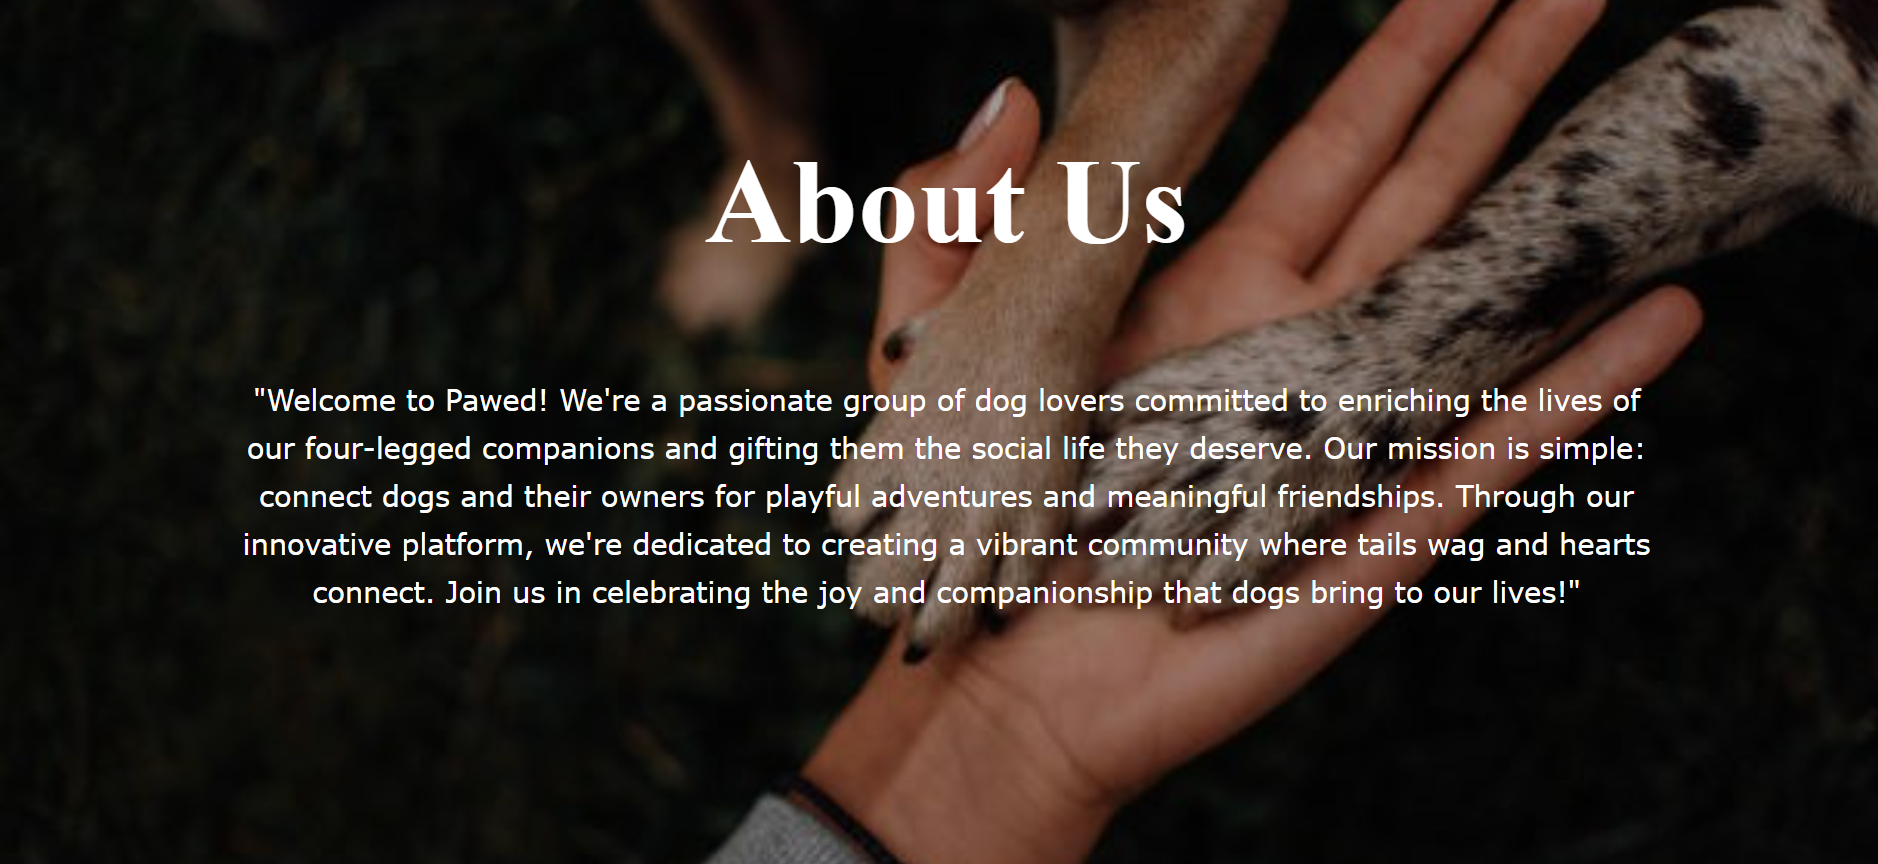 About Us
"Welcome to Pawed! We're a passionate group of dog lovers committed to enriching the lives of
our four-legged companions and gifting them the social life they deserve. Our mission is simple:
connect dogs and their owners for playful adventures and meaningful friendships. Through our
innovative platform, we're dedicated to creating a vibrant community where tails wag and hearts
connect. Join us in celebrating the joy and companionship that dogs bring to our lives!"